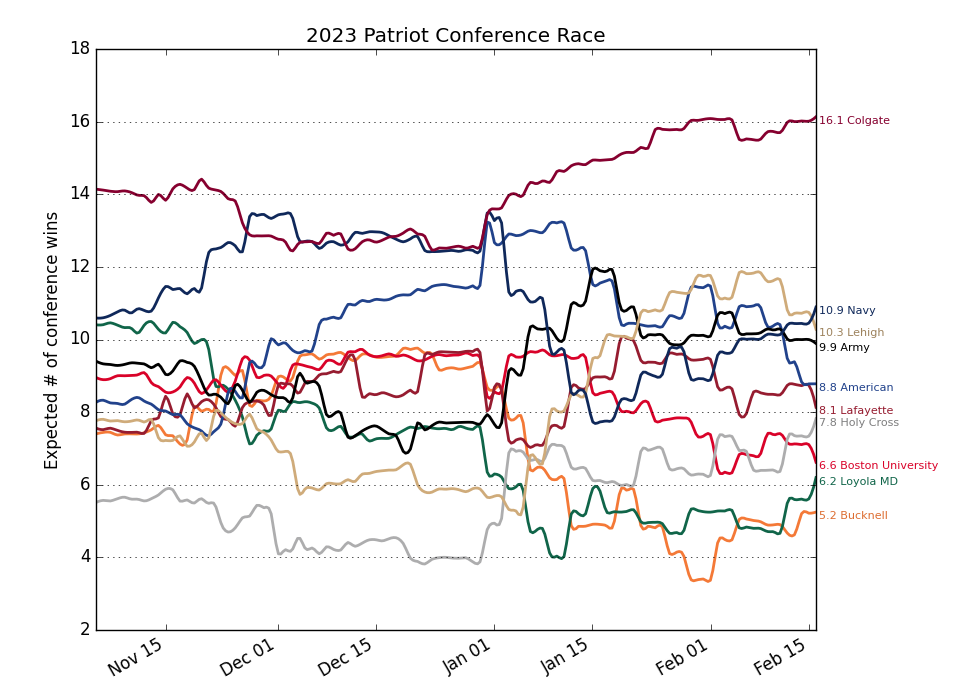 2023 Patriot Conference Race
Expected # of conference wins
18
16
14
12
10
8
6
4
2
16.1 Colgate
10.9 Navy
10.3 Lehigh
9.9 Army
8.8 American
8.1 Lafayette
7.8 Holy Cross
6.6 Boston University
6.2 Loyola MD
5.2 Bucknell
Nov 15
Dec 01
Dec 15
Jan 01
Jan 15
Feb 01
Feb 15